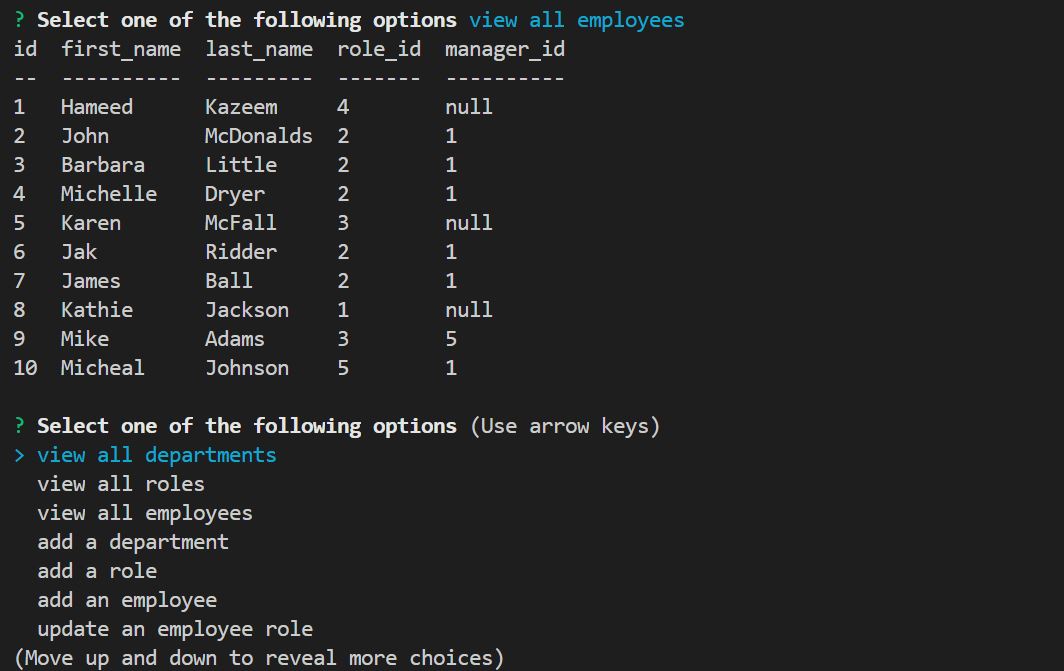 ? Select one of the following options view all employees
id  first_name  last_name  role_id  manager_id
--  ----------  ---------  -------  ----------
1   Hameed      Kazeem     4        null
2   John        McDonalds  2        1
3   Barbara     Little     2        1
4   Michelle    Dryer      2        1
5   Karen       McFall     3        null
6   Jak         Ridder     2        1
7   James       Ball       2        1
8   Kathie      Jackson    1        null
9   Mike        Adams      3        5
10  Micheal     Johnson    5        1
? Select one of the following options (Use arrow keys)
> view all departments
  view all roles
  view all employees
  add a department
  add a role
  add an employee
  update an employee role
(Move up and down to reveal more choices)